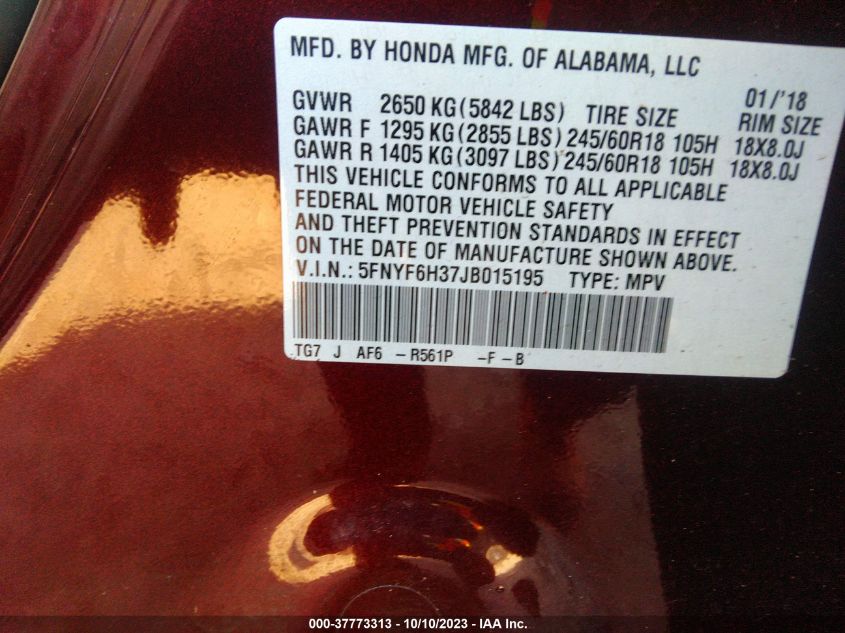 MFD. BY HONDA MFG. OF ALABAMA, LLC
01/'18
GVWR 2650 KG (5842 LBS) TIRE SIZE RIM SIZE
GAWR F 1295 KG (2855 LBS) 245/60R18 105H 18X8.0J
GAWR R 1405 KG (3097 LBS) 245/60R18 105H 18X8.0J
THIS VEHICLE CONFORMS TO ALL APPLICABLE
FEDERAL MOTOR VEHICLE SAFETY
AND THEFT PREVENTION STANDARDS IN EFFECT
ON THE DATE OF MANUFACTURE SHOWN ABOVE.
V.I.N.: 5FNYF6H37JB015195 TYPE: MPV
TG7 J AF6 -R561P -F -B
000-37773313 - 10/10/2023 - IAA Inc.